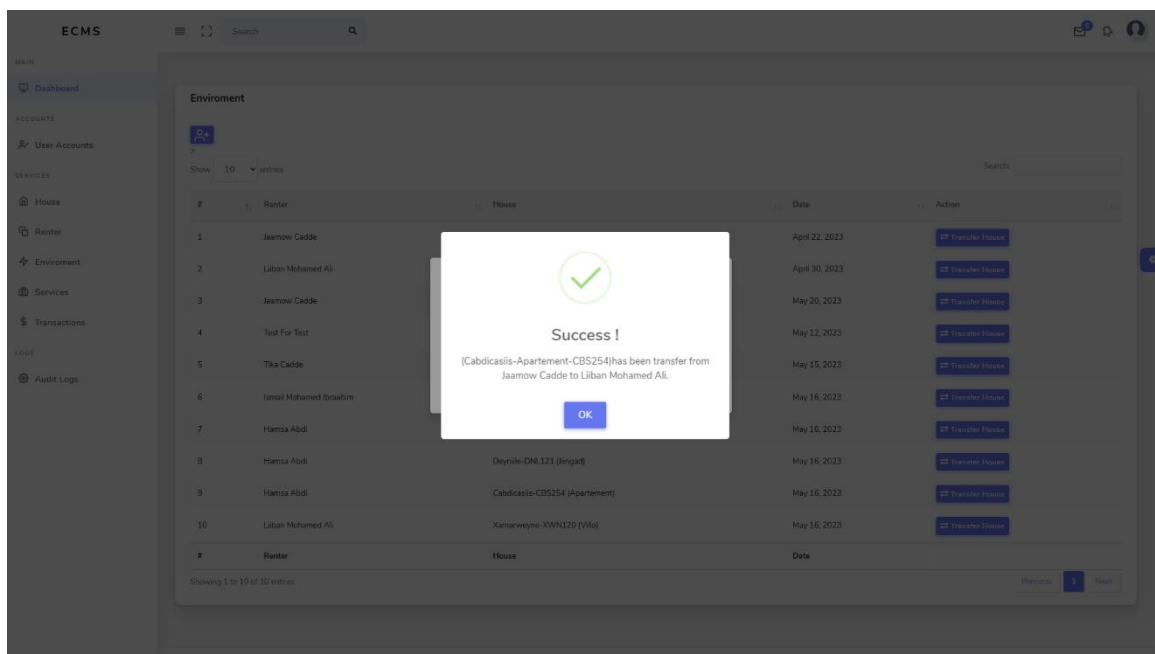 ECMS
Search
0
MAIN
Dashboard
Enviroment
ACCOUNTS
User Accounts
Show 10 entries
Search:
SERVICES
# Renter House Date Action
House
Renter
Enviroment
Services
Transactions
LOGS
Audit Logs
1 Jaamow Cadde April 22, 2023 Transfer House
2 Liiban Mohamed Ali April 30, 2023 Transfer House
3 Jaamow Cadde May 20, 2023 Transfer House
4 Test For Test May 12, 2023 Transfer House
5 Tika Cadde May 15, 2023 Transfer House
6 Ismail Mohamed Ibraahim May 16, 2023 Transfer House
7 Hamsa Abdi May 16, 2023 Transfer House
8 Hamsa Abdi Deyniile-DNL121 (Jingad) May 16, 2023 Transfer House
9 Hamsa Abdi Cabdicasiis-CBS254 (Apartement) May 16, 2023 Transfer House
10 Liiban Mohamed Ali Xamarweyne-XWN120 (Villo) May 16, 2023 Transfer House
# Renter House Date
Showing 1 to 10 of 10 entries
Previous 1 Next
Success !
(Cabdicasiis-Apartement-CBS254)has been transfer from
Jaamow Cadde to Liiban Mohamed Ali.
OK